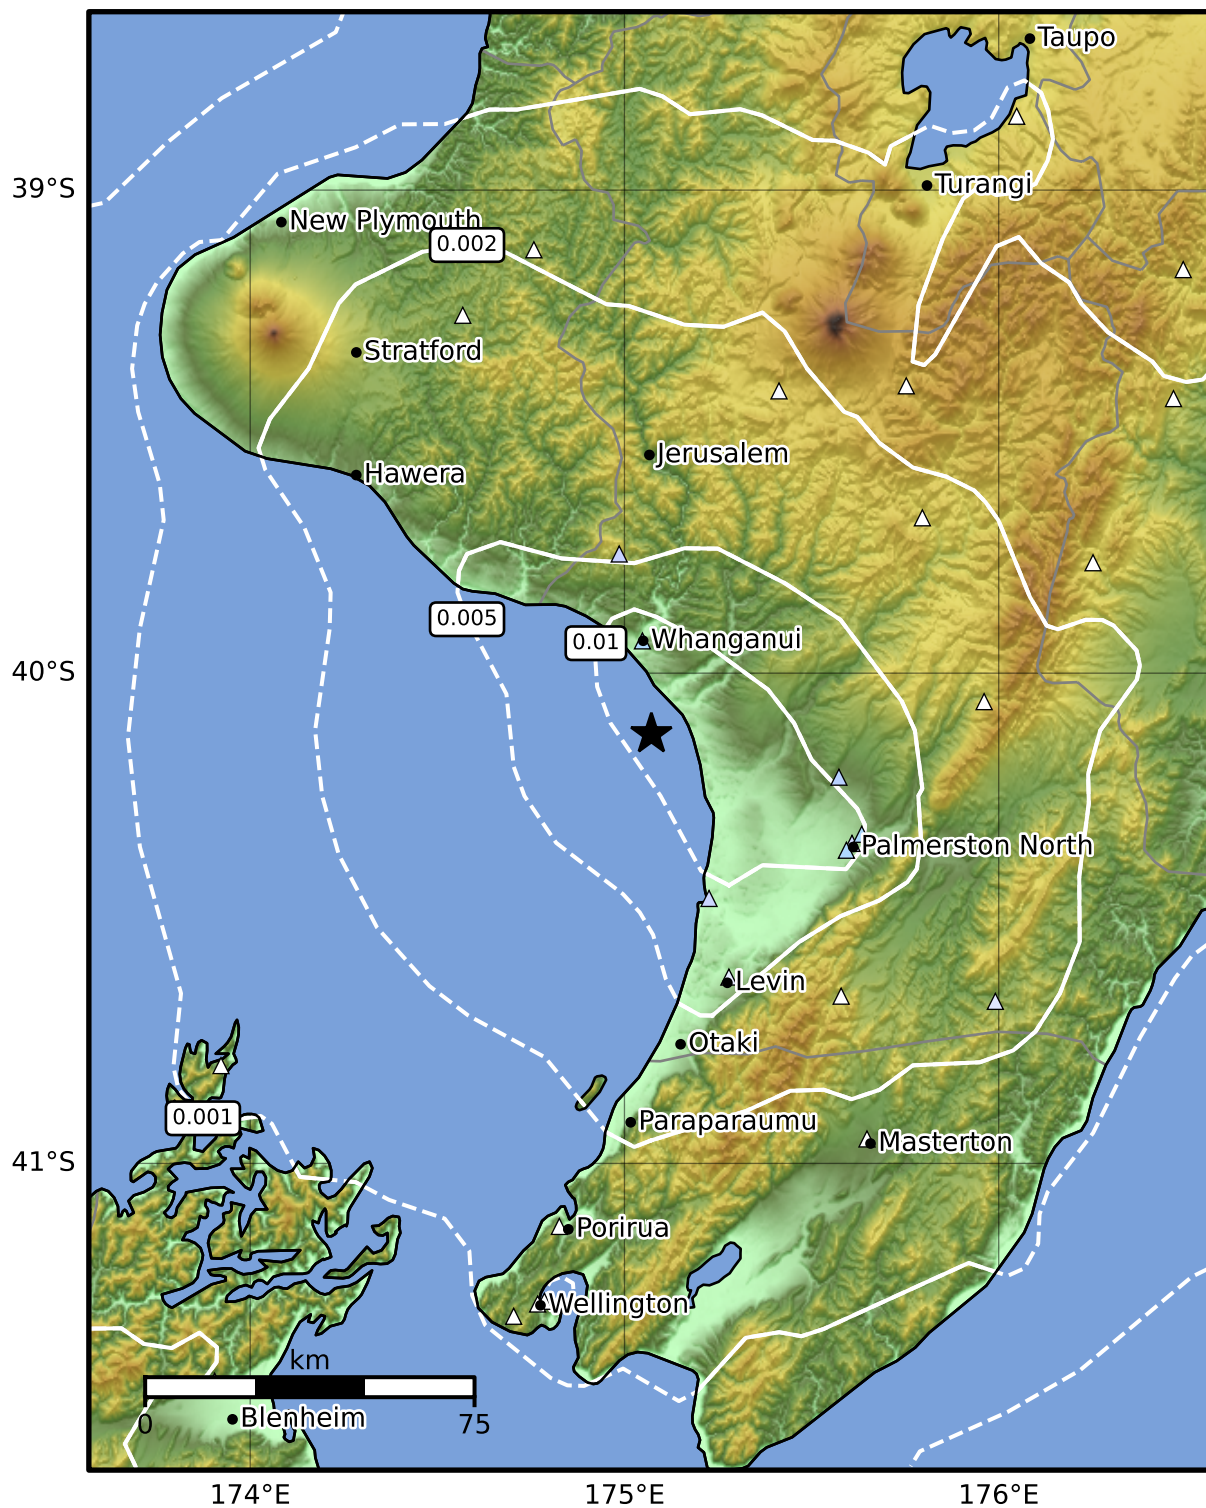 Taupo
39°S
Turangi
New Plymouth
0.002
Stratford
Jerusalem
Hawera
0.005
0.01
Whanganui
40°S
Palmerston North
Levin
Otaki
0.001
Paraparaumu
Masterton
41°S
Porirua
Wellington
km
0
75
Blenheim
174°E
175°E
176°E